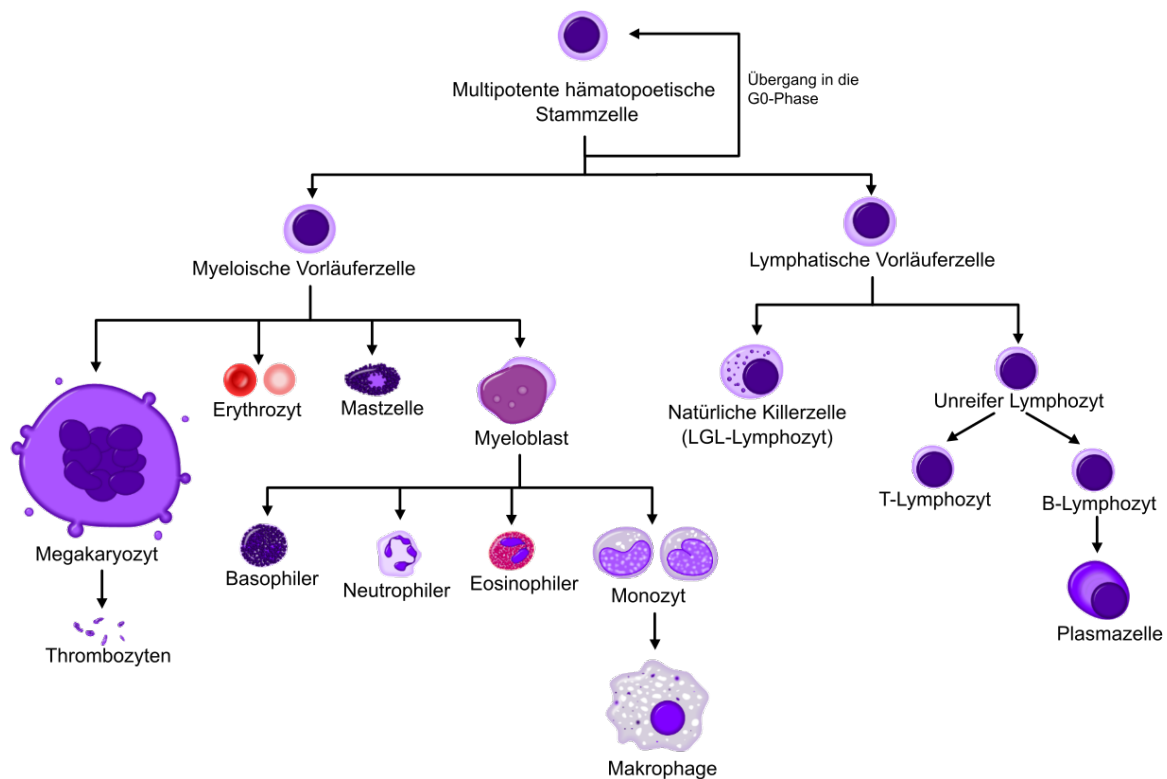 Multipotente hämatopoetische
Stammzelle
Übergang in die
G0-Phase
Myeloische Vorläuferzelle
Lymphatische Vorläuferzelle
Erythrozyt
Mastzelle
Myeloblast
Natürliche Killerzelle
(LGL-Lymphozyt)
Unreifer Lymphozyt
T-Lymphozyt
B-Lymphozyt
Megakaryozyt
Basophiler
Neutrophiler
Eosinophiler
Monozyt
Plasmazelle
Thrombozyten
Makrophage